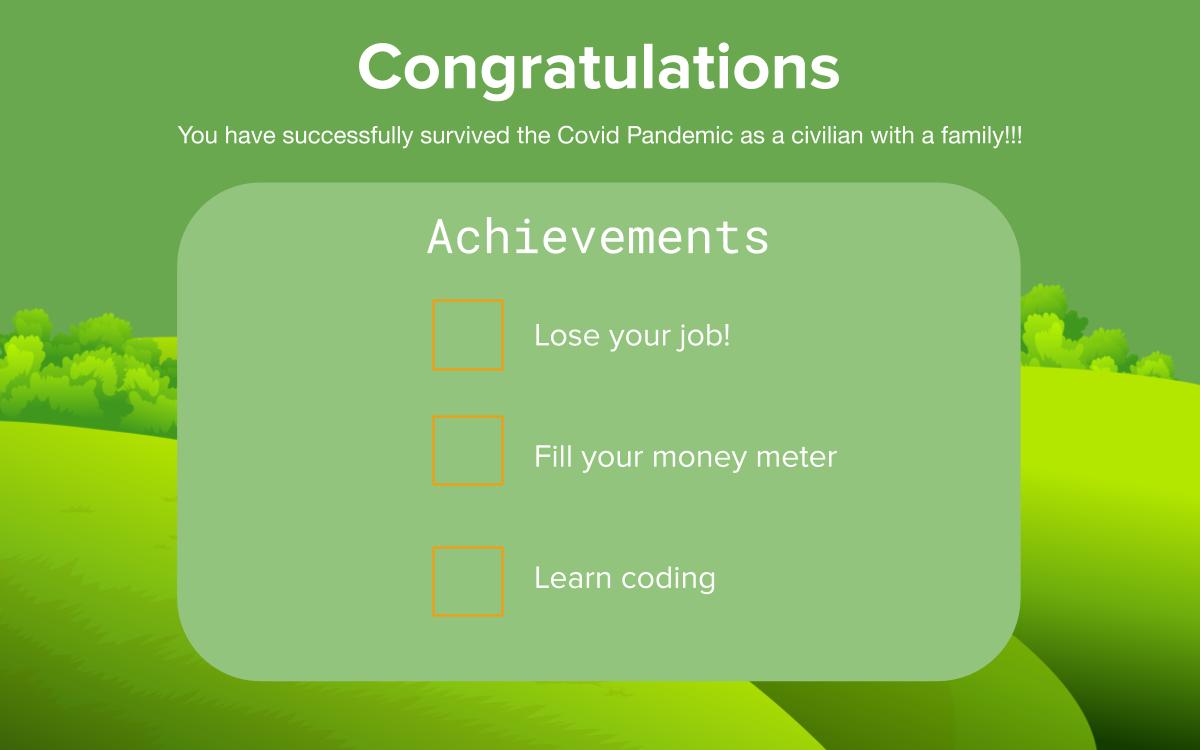 Congratulations
You have successfully survived the Covid Pandemic as a civilian with a family!!!
Achievements
Lose your job!
Fill your money meter
Learn coding